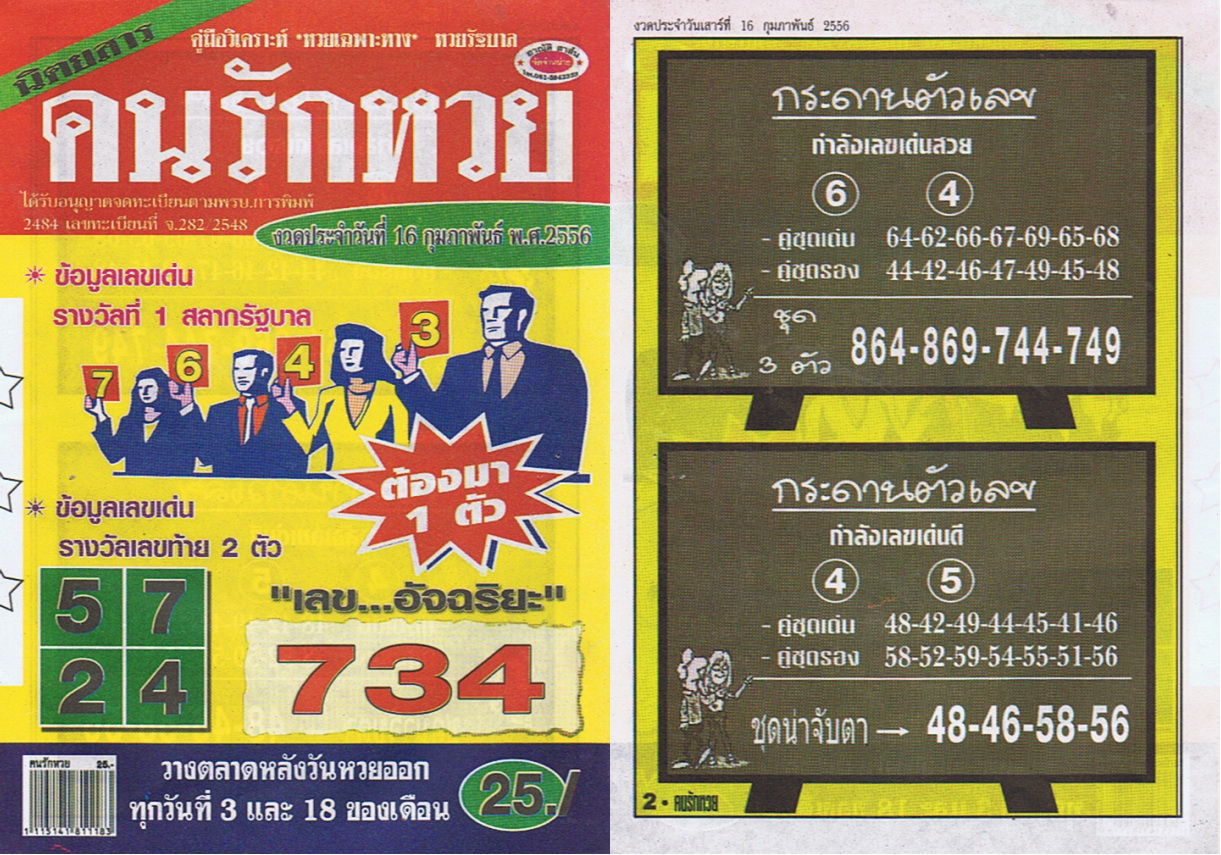 นิตยสาร
คู่มือวิเคราะห์ "หวยเฉพาะทาง" หวยรัฐบาล
จัดจำหน่าย
คนรักหวย
ได้รับอนุญาตจดทะเบียนตามพรบ.การพิมพ์
2484 เลขทะเบียนที่ จ.282/2548
งวดประจำวันที่ 16 กุมภาพันธ์ พ.ศ.2556
ข้อมูลเลขเด่น
รางวัลที่ 1 สลากรัฐบาล
7 6 4 3
ต้องมา
1 ตัว
ข้อมูลเลขเด่น
รางวัลเลขท้าย 2 ตัว
5 7
2 4
"เลข...อัจฉริยะ"
734
คนรักหวย 25.-
1 115141 811183
วางตลาดหลังวันหวยออก
ทุกวันที่ 3 และ 18 ของเดือน
25./
งวดประจำวันเสาร์ที่ 16 กุมภาพันธ์ 2556
กระดานตัวเลข
กำลังเลขเด่นสวย
6 4
- คู่ชุดเด่น 64-62-66-67-69-65-68
- คู่ชุดรอง 44-42-46-47-49-45-48
ชุด
3 ตัว 864-869-744-749
กระดานตัวเลข
กำลังเลขเด่นดี
4 5
- คู่ชุดเด่น 48-42-49-44-45-41-46
- คู่ชุดรอง 58-52-59-54-55-51-56
ชุดน่าจับตา → 48-46-58-56
2 • คนรักหวย